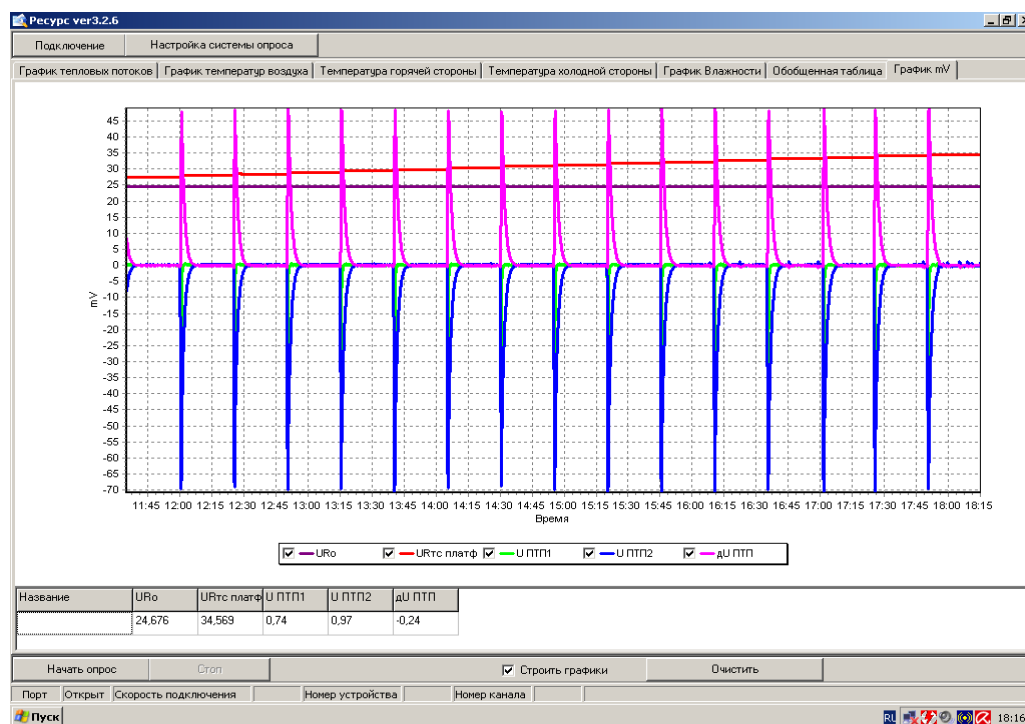 Ресурс ver3.2.6
Подключение Настройка системы опроса
График тепловых потоков График температур воздуха Температура горячей стороны Температура холодной стороны График Влажности Обобщенная таблица График mV
45
40
35
30
25
20
15
10
5
0
-5
-10
-15
-20
-25
-30
-35
-40
-45
-50
-55
-60
-65
-70
mV
11:45 12:00 12:15 12:30 12:45 13:00 13:15 13:30 13:45 14:00 14:15 14:30 14:45 15:00 15:15 15:30 15:45 16:00 16:15 16:30 16:45 17:00 17:15 17:30 17:45 18:00 18:15
Время
URo URтс платф U ПТП1 U ПТП2 дU ПТП
Название URo URтс платф U ПТП1 U ПТП2 дU ПТП
24,676 34,569 0,74 0,97 -0,24
Начать опрос Стоп Строить графики Очистить
Порт Открыт Скорость подключения Номер устройства Номер канала
Пуск RL 18:16